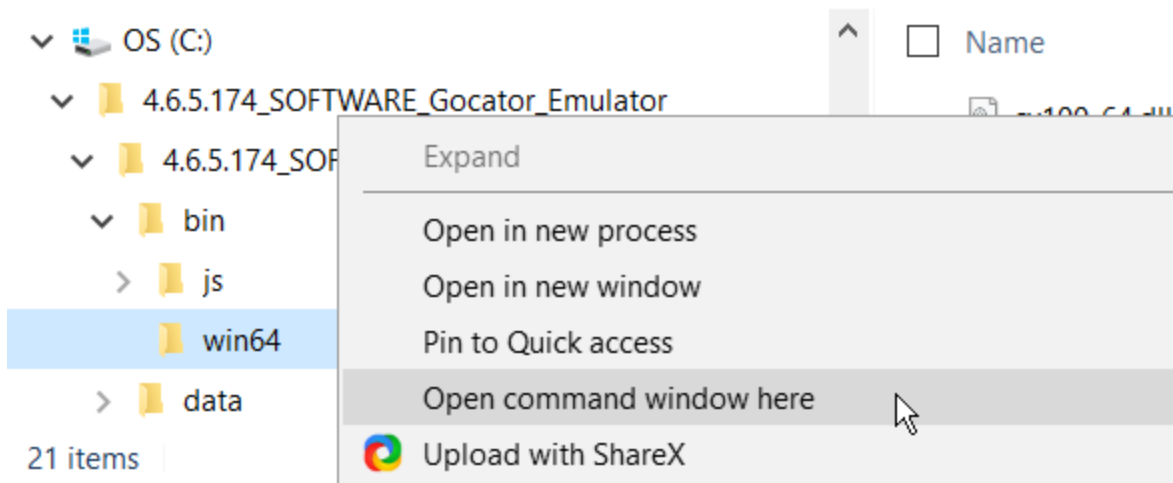 OS (C:)
Name
4.6.5.174_SOFTWARE_Gocator_Emulator
4.6.5.174_SOF
Expand
bin
Open in new process
js
Open in new window
win64
Pin to Quick access
data
Open command window here
21 items
Upload with ShareX